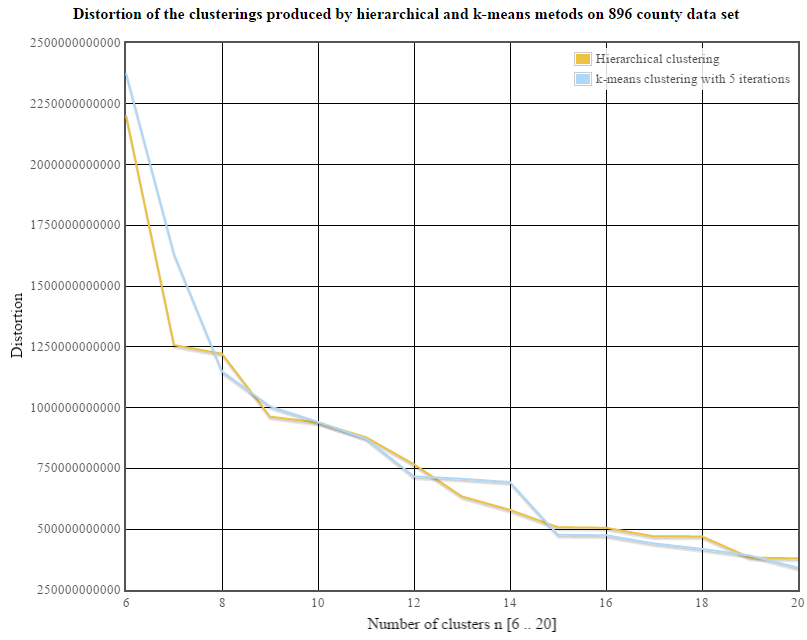 Distortion of the clusterings produced by hierarchical and k-means metods on 896 county data set
2500000000000
Hierarchical clustering
k-means clustering with 5 iterations
2250000000000
2000000000000
1750000000000
1500000000000
Distortion
1250000000000
1000000000000
750000000000
500000000000
250000000000
6 8 10 12 14 16 18 20
Number of clusters n [6 .. 20]